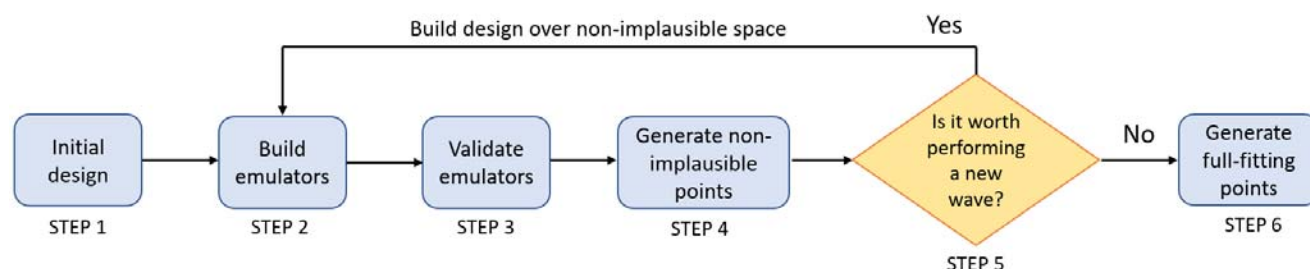 Build design over non-implausible space
Yes
Initial
design
STEP 1
Build
emulators
STEP 2
Validate
emulators
STEP 3
Generate non-
implausible
points
STEP 4
Is it worth
performing
a new
wave?
STEP 5
No
Generate
full-fitting
points
STEP 6